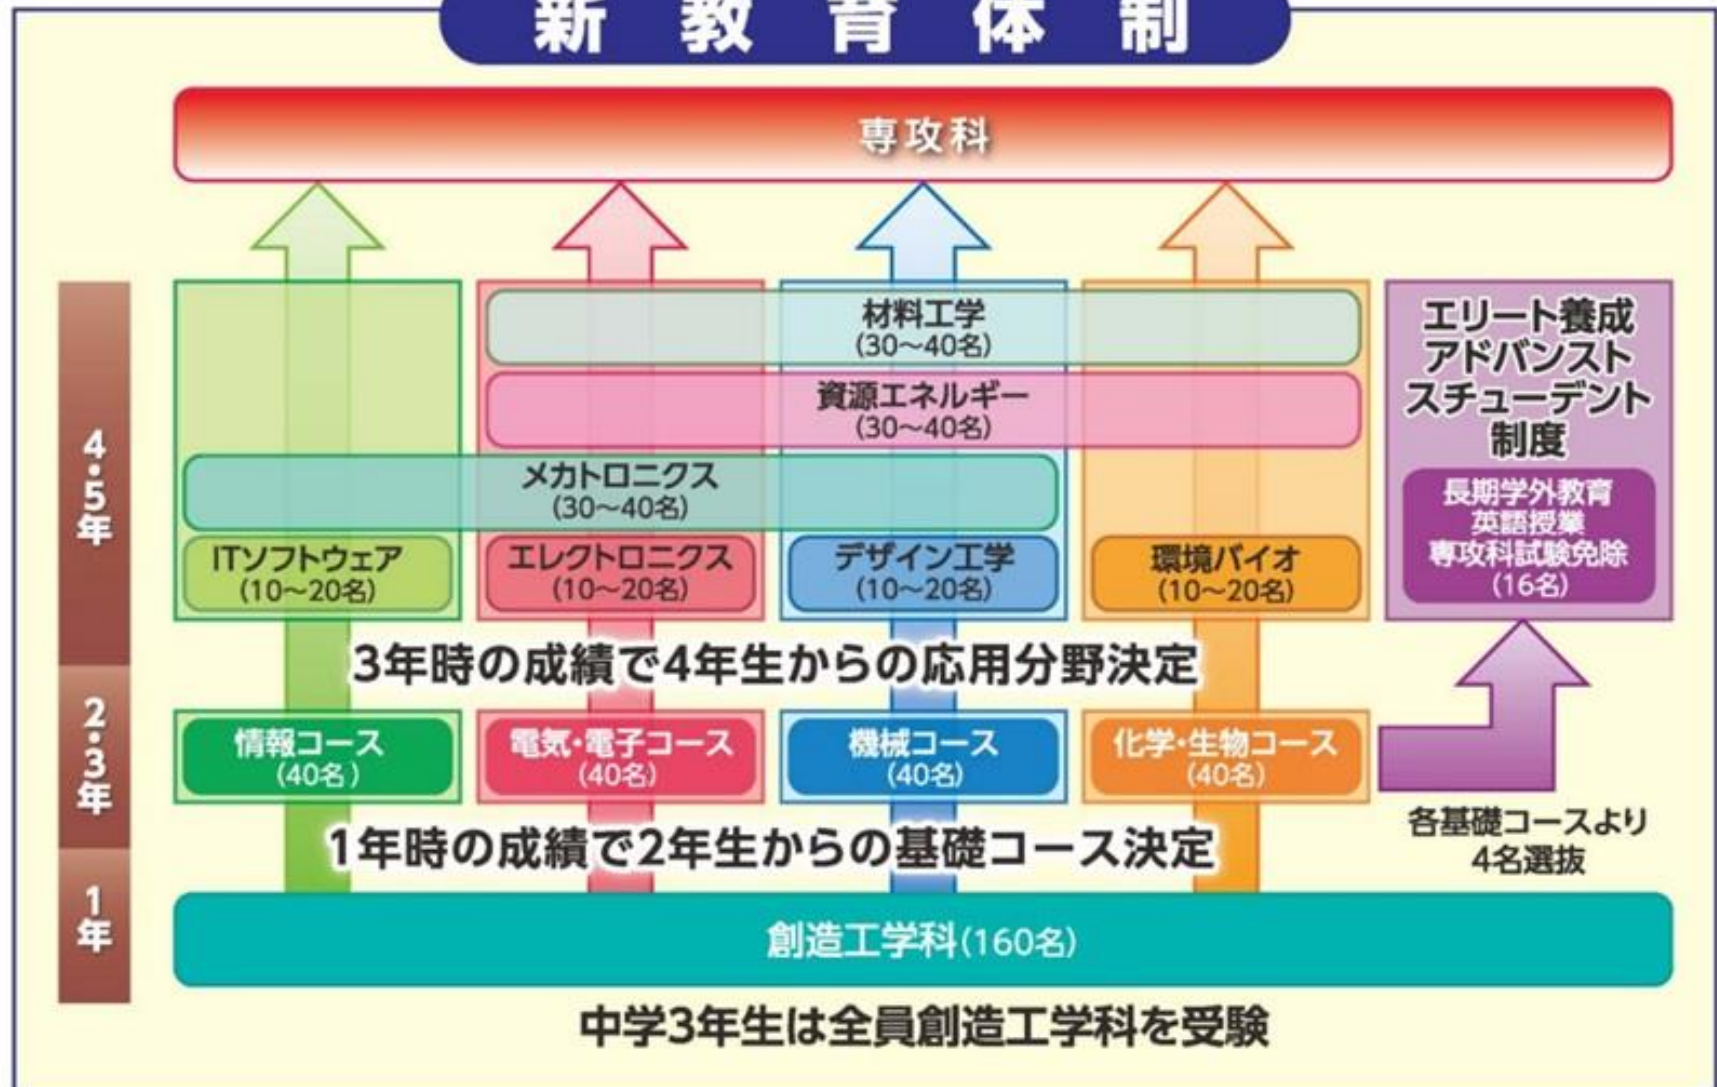 新教育体制
専攻科
4・5年
材料工学
(30〜40名)
資源エネルギー
(30〜40名)
メカトロニクス
(30〜40名)
ITソフトウェア
(10〜20名)
エレクトロニクス
(10〜20名)
デザイン工学
(10〜20名)
環境バイオ
(10〜20名)
エリート養成
アドバンスト
スチューデント
制度
長期学外教育
英語授業
専攻科試験免除
(16名)
3年時の成績で4年生からの応用分野決定
2・3年
情報コース
(40名)
電気・電子コース
(40名)
機械コース
(40名)
化学・生物コース
(40名)
各基礎コースより
4名選抜
1年時の成績で2年生からの基礎コース決定
1年
創造工学科(160名)
中学3年生は全員創造工学科を受験